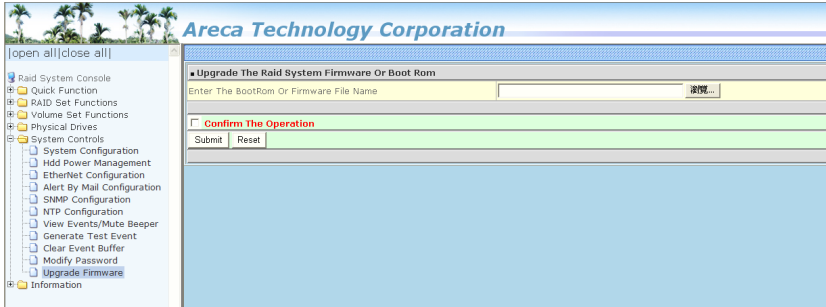 Areca Technology Corporation
|open all|close all|
Raid System Console
Quick Function
RAID Set Functions
Volume Set Functions
Physical Drives
System Controls
System Configuration
Hdd Power Management
EtherNet Configuration
Alert By Mail Configuration
SNMP Configuration
NTP Configuration
View Events/Mute Beeper
Generate Test Event
Clear Event Buffer
Modify Password
Upgrade Firmware
Information
Upgrade The Raid System Firmware Or Boot Rom
Enter The BootRom Or Firmware File Name
瀏覽...
Confirm The Operation
Submit Reset